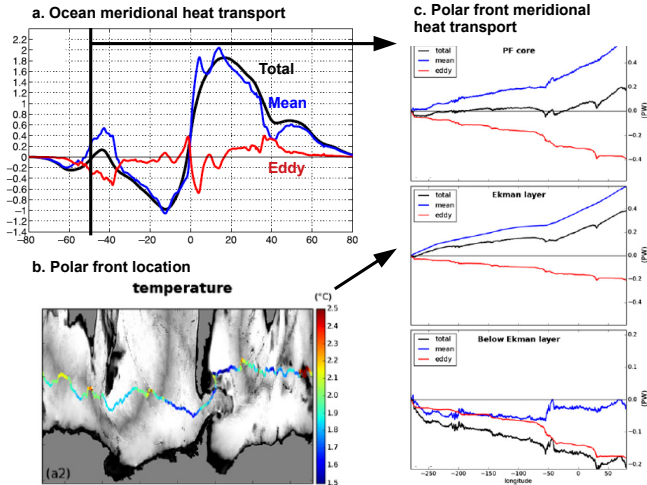 a. Ocean meridional heat transport
2.2
2
1.8
1.6
1.4
1.2
1
0.8
0.6
0.4
0.2
0
−0.2
−0.4
−0.6
−0.8
−1
−1.2
−1.4
−80 −60 −40 −20 0 20 40 60 80
Total
Mean
Eddy
b. Polar front location
temperature
(°C)
2.5
2.4
2.3
2.2
2.1
2.0
1.9
1.8
1.7
1.6
1.5
(a2)
c. Polar front meridional
heat transport
PF core
total
mean
eddy
0.4
0.2
0.0
(PW)
−0.2
−0.4
Ekman layer
total
mean
eddy
0.4
0.2
0.0
(PW)
−0.2
−0.4
Below Ekman layer
total
mean
eddy
0.2
0.1
0.0
(PW)
−0.1
−0.2
−250 −200 −150 −100 −50 0 50
longitude